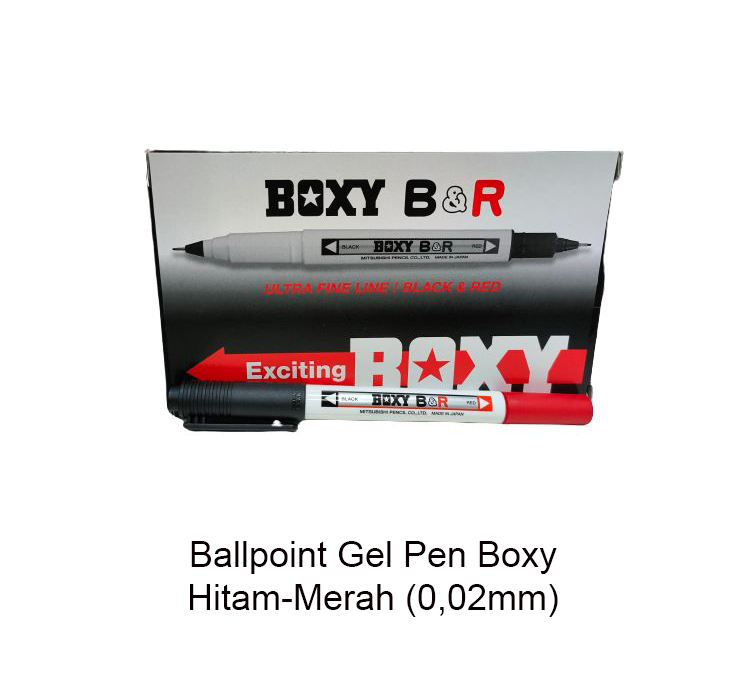 BOXY B&R
BLACK BOXY B&R RED
MITSUBISHI PENCIL CO.,LTD. MADE IN JAPAN
ULTRA FINE LINE / BLACK & RED
Exciting BOXY
BLACK BOXY B&R RED
MITSUBISHI PENCIL CO.,LTD. MADE IN JAPAN
Ballpoint Gel Pen Boxy
Hitam-Merah (0,02mm)